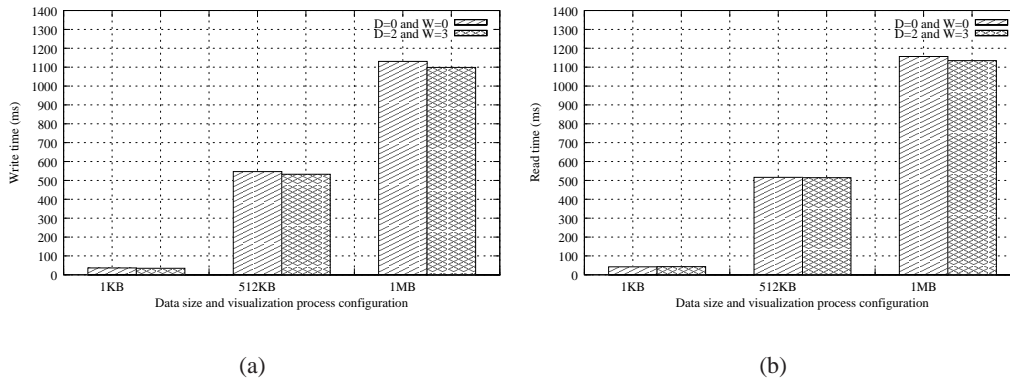 1400
1300
1200
1100
1000
900
800
700
600
500
400
300
200
100
0
Write time (ms)
D=0 and W=0
D=2 and W=3
1KB 512KB 1MB
Data size and visualization process configuration
(a)
1400
1300
1200
1100
1000
900
800
700
600
500
400
300
200
100
0
Read time (ms)
D=0 and W=0
D=2 and W=3
1KB 512KB 1MB
Data size and visualization process configuration
(b)